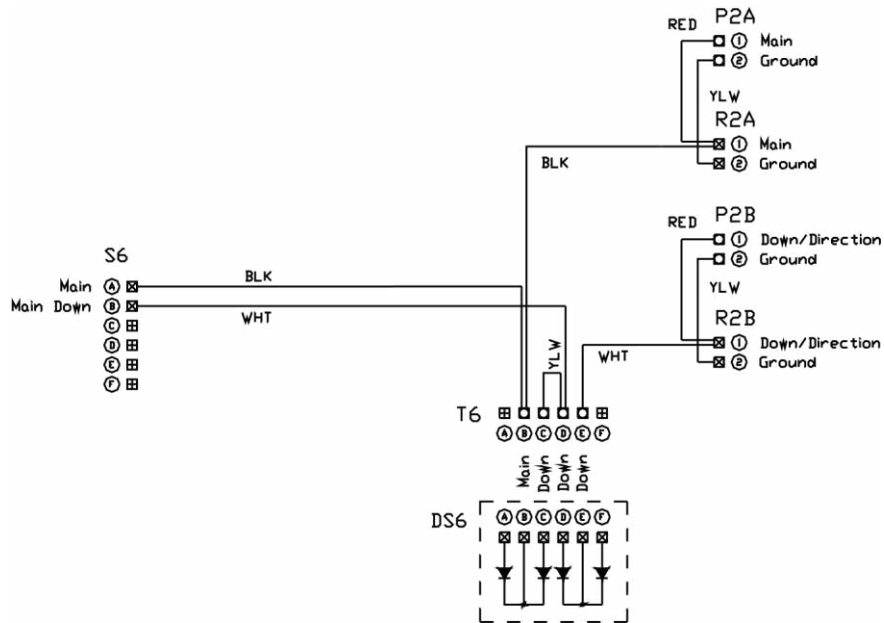 P2A
RED
1 Main
2 Ground
YLW
R2A
1 Main
2 Ground
BLK
P2B
RED
1 Down/Direction
2 Ground
YLW
R2B
1 Down/Direction
2 Ground
WHT
S6
Main A
Main Down B
C
D
E
F
BLK
WHT
YLW
T6
A B C D E F
Main
Down
Down
Down
DS6
A B C D E F